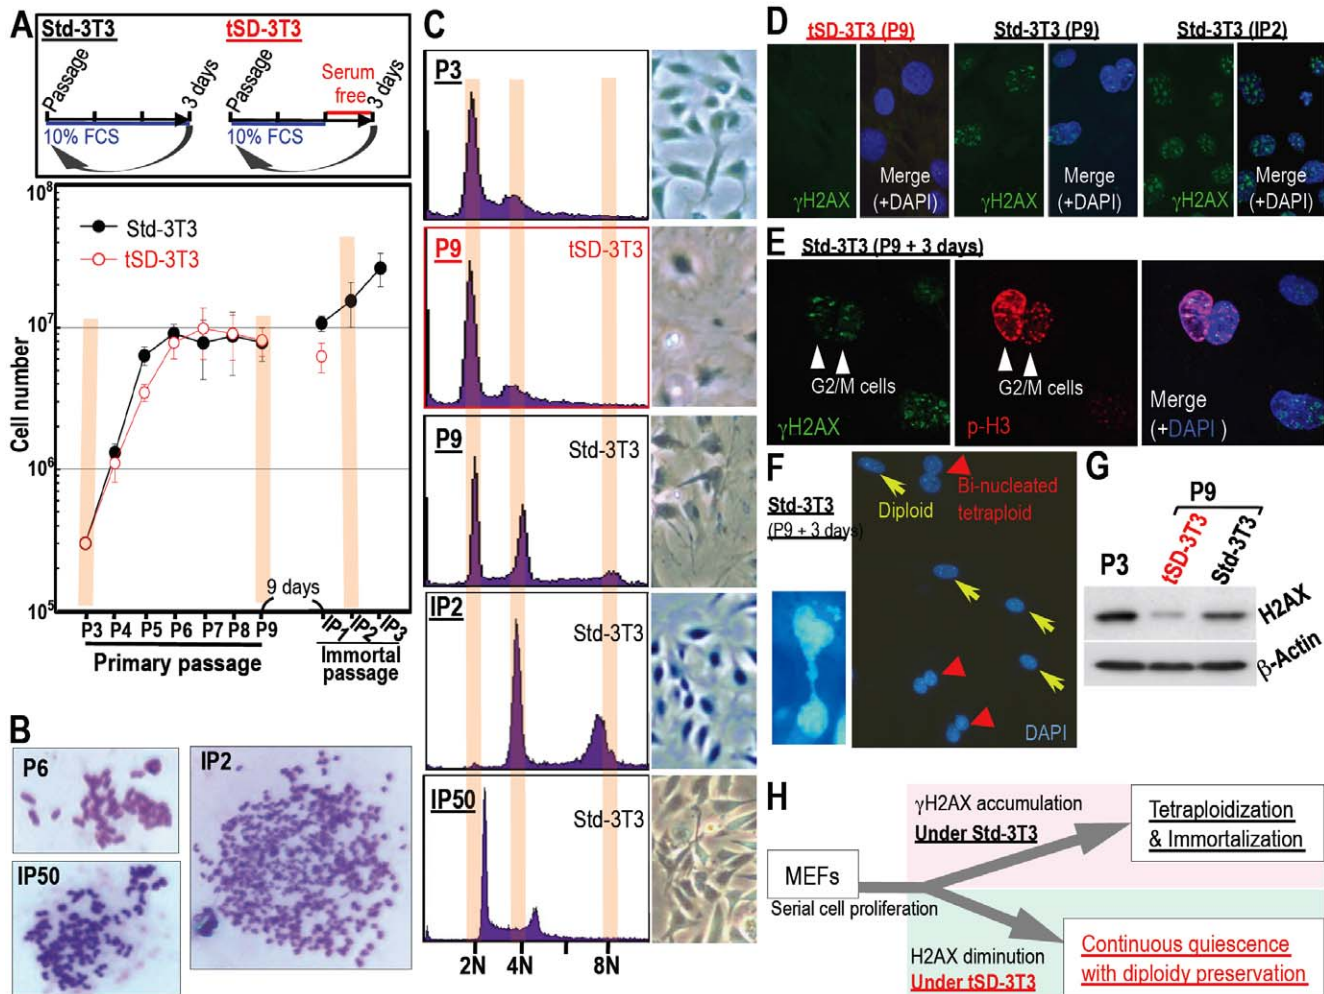 A
Std-3T3
tSD-3T3
Passage
3 days
10% FCS
Passage
Serum
free
3 days
10% FCS
10⁸
10⁷
10⁶
10⁵
Cell number
Std-3T3
tSD-3T3
9 days
P3
P4
P5
P6
P7
P8
P9
IP1
IP2
IP3
Primary passage
Immortal
passage
B
P6
IP50
IP2
C
P3
P9
tSD-3T3
P9
Std-3T3
IP2
Std-3T3
IP50
Std-3T3
2N
4N
8N
D
tSD-3T3 (P9)
Std-3T3 (P9)
Std-3T3 (IP2)
γH2AX
Merge
(+DAPI)
γH2AX
Merge
(+DAPI)
γH2AX
Merge
(+DAPI)
E
Std-3T3 (P9 + 3 days)
G2/M cells
γH2AX
G2/M cells
p-H3
Merge
(+DAPI )
F
Std-3T3
(P9 + 3 days)
Diploid
Bi-nucleated
tetraploid
DAPI
G
P9
P3
tSD-3T3
Std-3T3
H2AX
β-Actin
H
MEFs
Serial cell proliferation
γH2AX accumulation
Under Std-3T3
Tetraploidization
& Immortalization
H2AX diminution
Under tSD-3T3
Continuous quiescence
with diploidy preservation